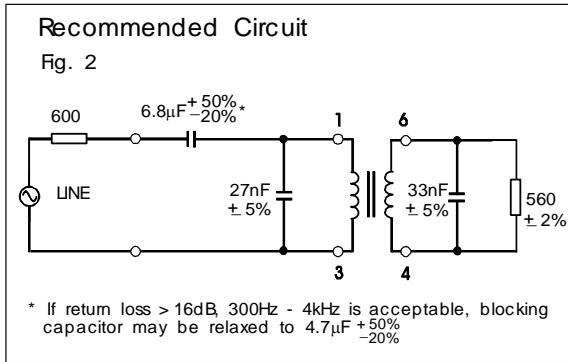 Recommended Circuit
Fig. 2
600
6.8µF +50% -20% *
1
6
LINE
27nF
± 5%
33nF
± 5%
560
± 2%
3
4
* If return loss > 16dB, 300Hz - 4kHz is acceptable, blocking
capacitor may be relaxed to 4.7µF +50% -20%